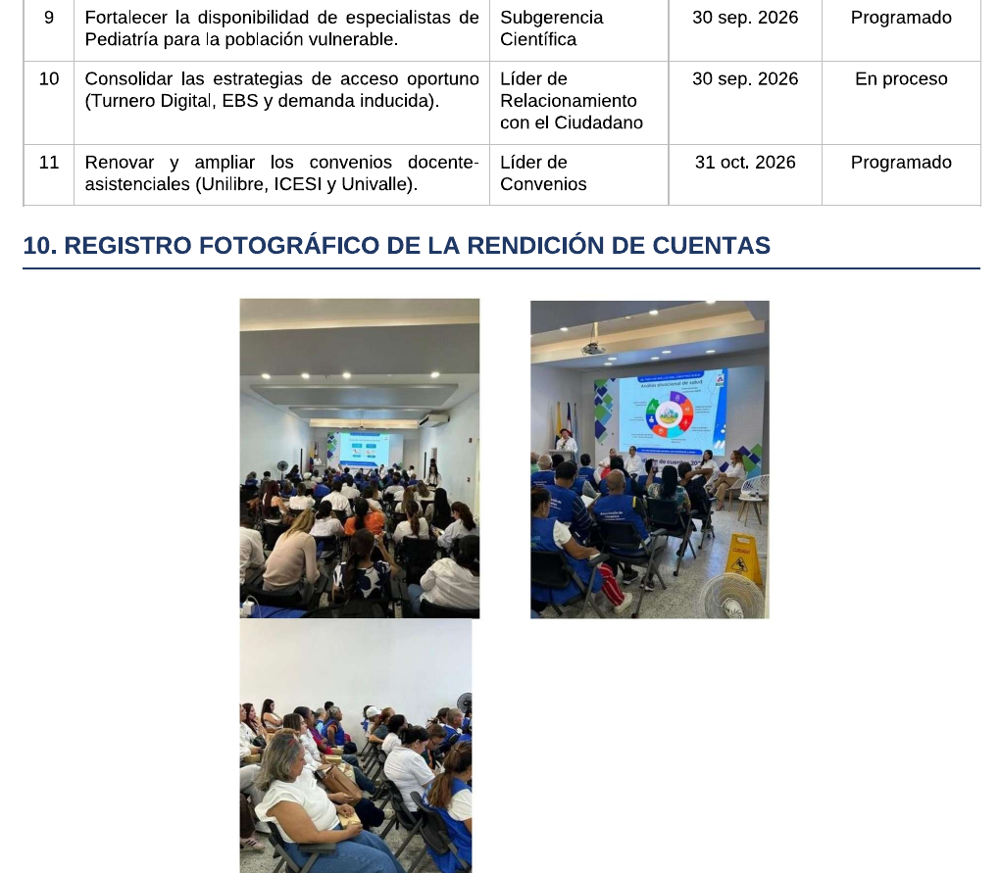 9 Fortalecer la disponibilidad de especialistas de Subgerencia 30 sep. 2026 Programado
Pediatría para la población vulnerable. Científica
10 Consolidar las estrategias de acceso oportuno Líder de 30 sep. 2026 En proceso
(Turnero Digital, EBS y demanda inducida). Relacionamiento
con el Ciudadano
11 Renovar y ampliar los convenios docente- Líder de 31 oct. 2026 Programado
asistenciales (Unilibre, ICESI y Univalle). Convenios
10. REGISTRO FOTOGRÁFICO DE LA RENDICIÓN DE CUENTAS
Análisis situacional de salud
de cuentas 20
CUIDADO